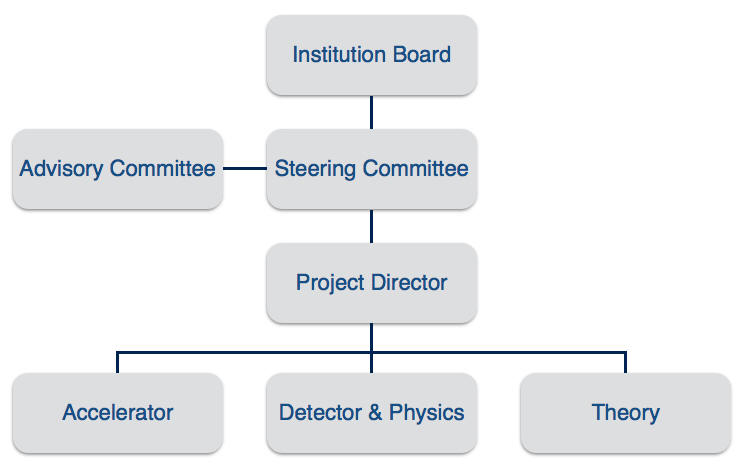 Institution Board
Advisory Committee
Steering Committee
Project Director
Accelerator
Detector & Physics
Theory